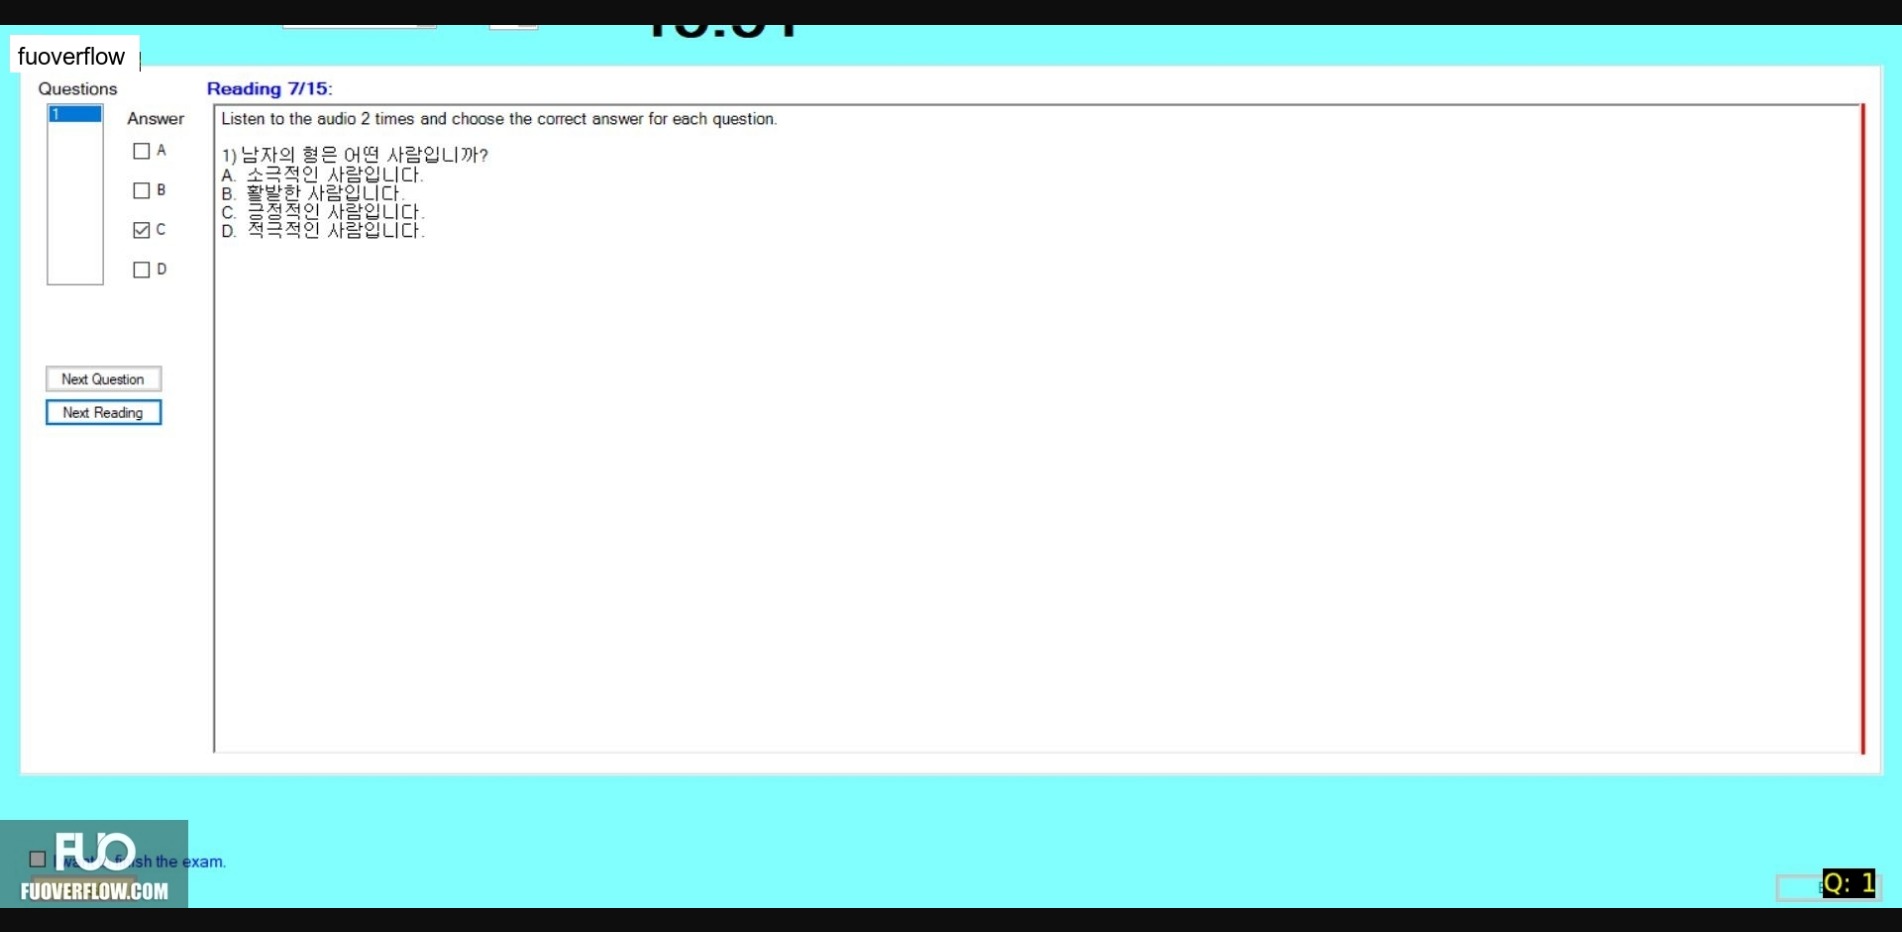 fuoverflow
Questions
Reading 7/15:
1
Answer
A
B
C
D
Listen to the audio 2 times and choose the correct answer for each question.
1) 남자의 형은 어떤 사람입니까?
A. 소극적인 사람입니다.
B. 활발한 사람입니다.
C. 긍정적인 사람입니다.
D. 적극적인 사람입니다.
Next Question
Next Reading
FUO
sh the exam.
FUOVERFLOW.COM
Q: 1